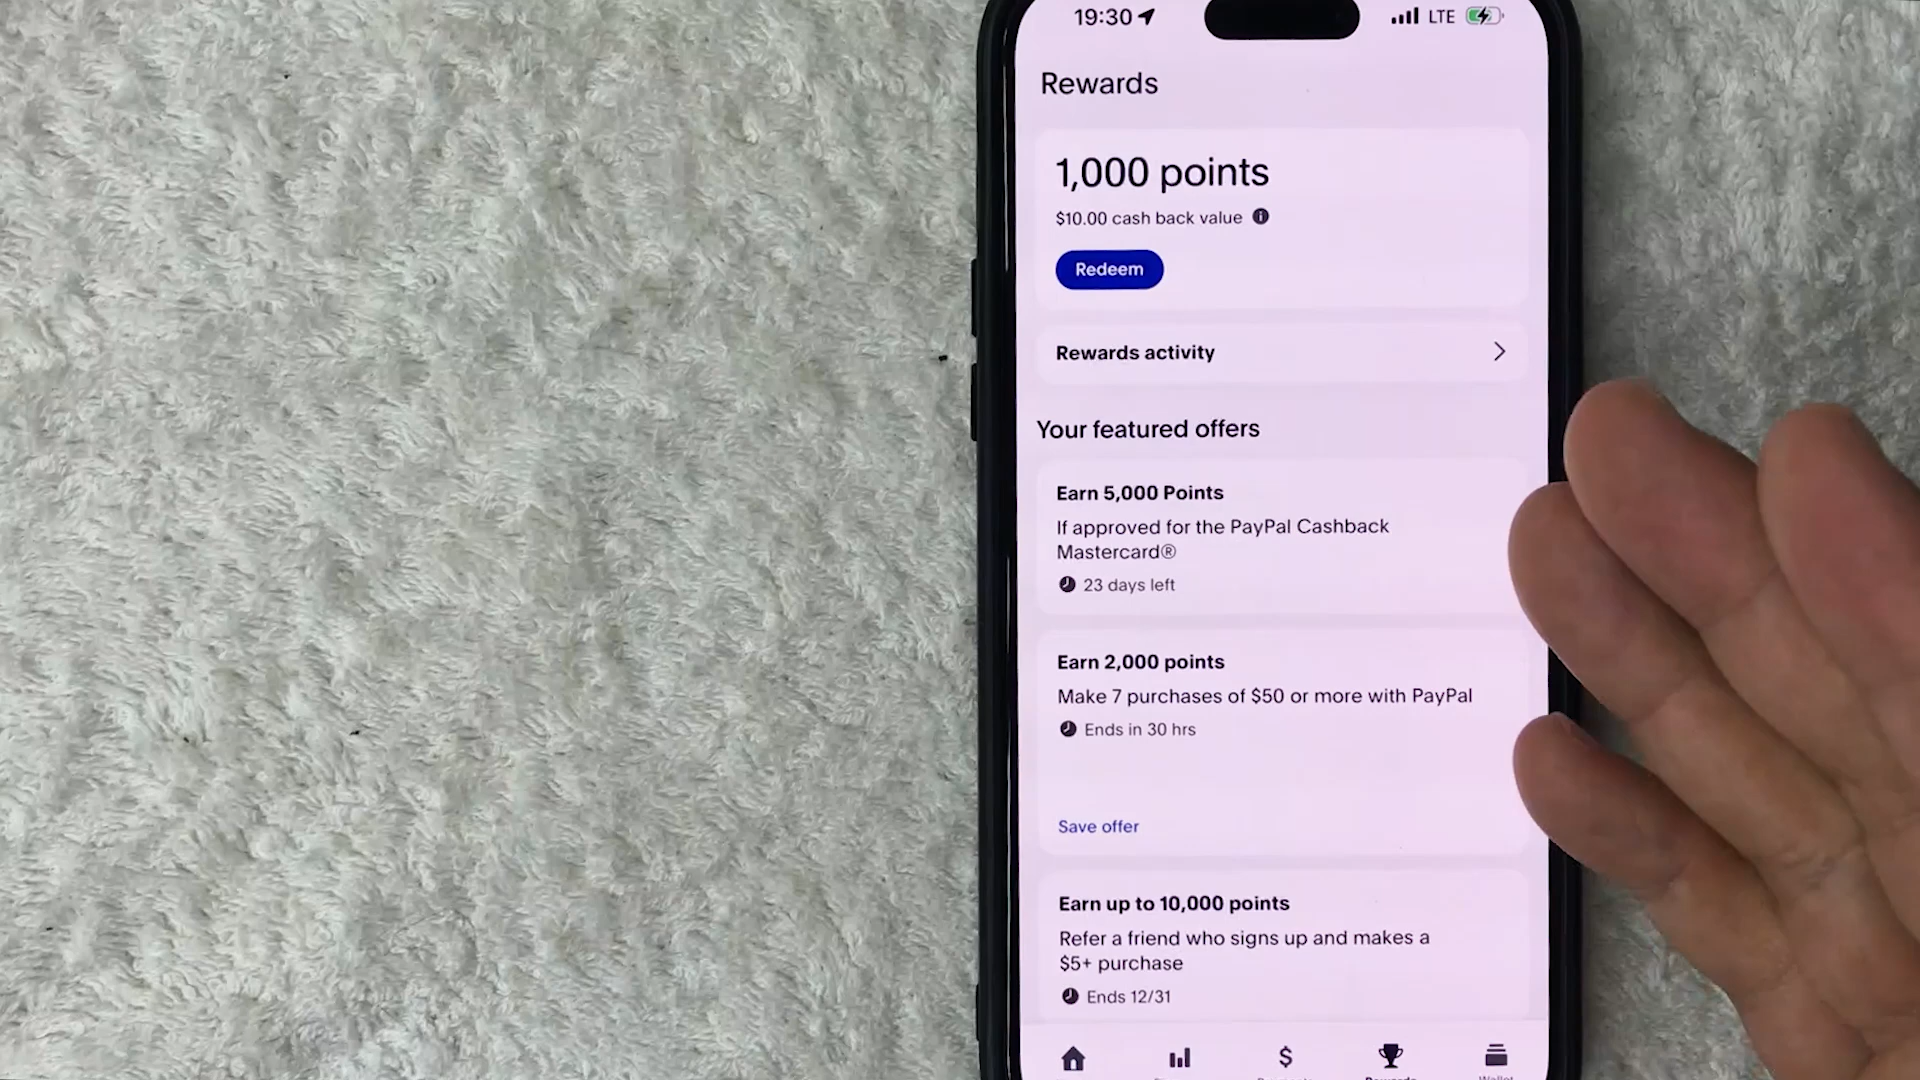 19:30
LTE
Rewards
1,000 points
$10.00 cash back value
Redeem
Rewards activity
Your featured offers
Earn 5,000 Points
If approved for the PayPal Cashback
Mastercard®
23 days left
Earn 2,000 points
Make 7 purchases of $50 or more with PayPal
Ends in 30 hrs
Save offer
Earn up to 10,000 points
Refer a friend who signs up and makes a
$5+ purchase
Ends 12/31